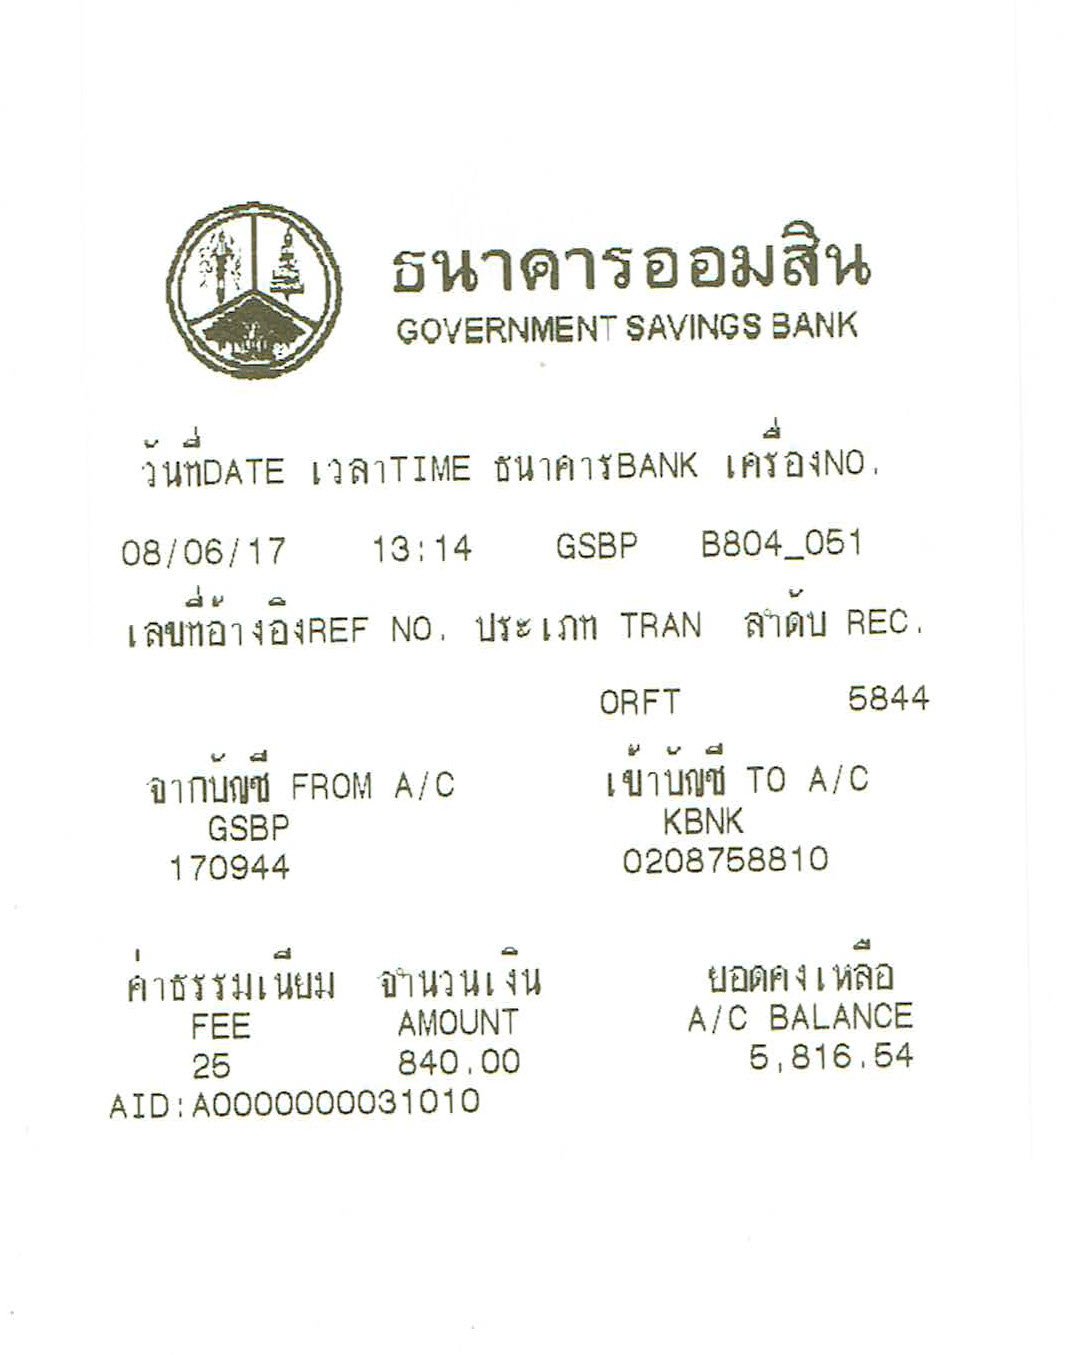 ธนาคารออมสิน
GOVERNMENT SAVINGS BANK
วันที่DATE เวลาTIME ธนาคารBANK เครื่องNO.
08/06/17 13:14 GSBP B804_051
เลขที่อ้างอิงREF NO. ประเภท TRAN ลำดับ REC.
ORFT 5844
จากบัญชี FROM A/C เข้าบัญชี TO A/C
GSBP KBNK
170944 0208758810
ค่าธรรมเนียม จำนวนเงิน ยอดคงเหลือ
FEE AMOUNT A/C BALANCE
25 840.00 5,816.54
AID:A0000000031010